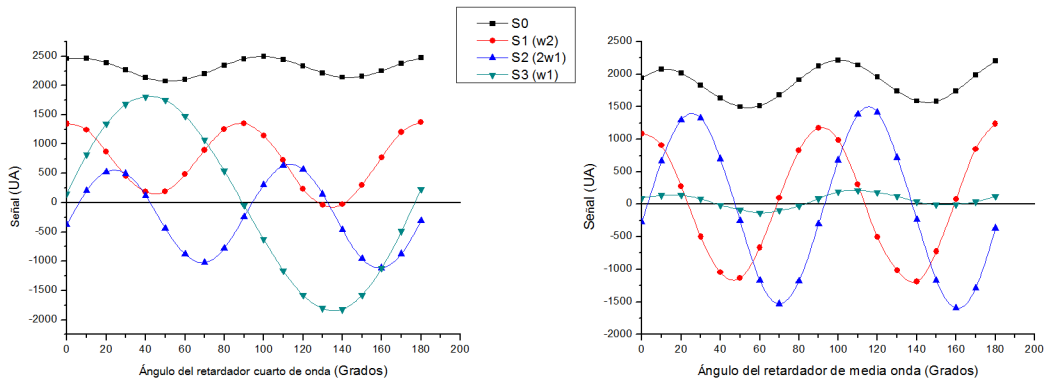 S0
S1 (w2)
S2 (2w1)
S3 (w1)
2500
2000
1500
1000
500
0
-500
-1000
-1500
-2000
Señal (UA)
0 20 40 60 80 100 120 140 160 180 200
Ángulo del retardador cuarto de onda (Grados)
2500
2000
1500
1000
500
0
-500
-1000
-1500
-2000
Señal (UA)
0 20 40 60 80 100 120 140 160 180 200
Ángulo del retardador de media onda (Grados)